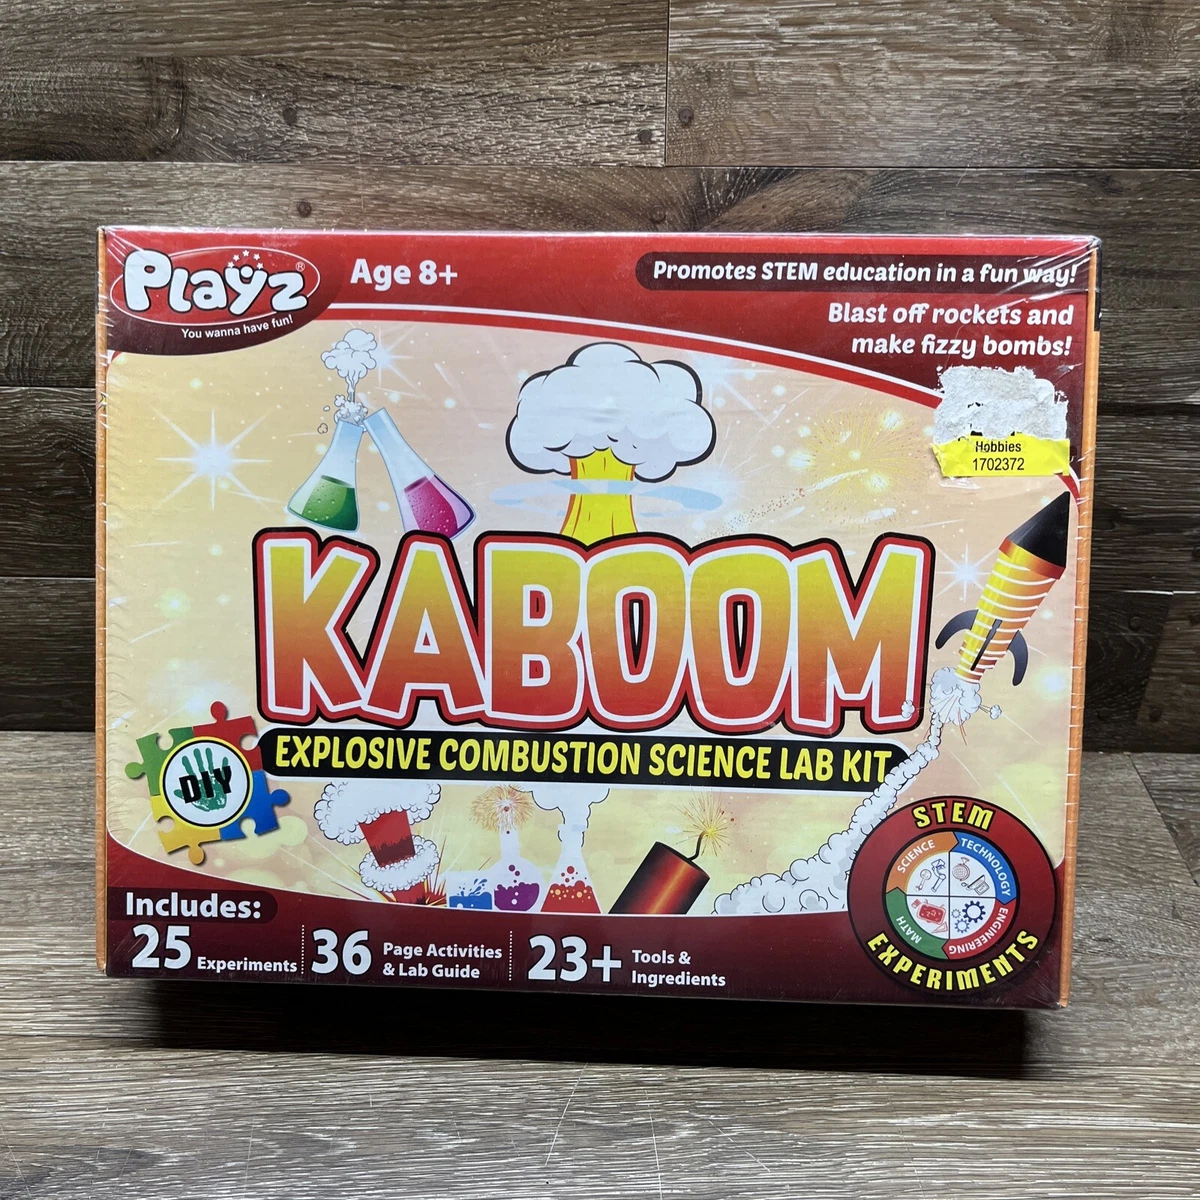 Playz®
You wanna have fun!
Age 8+
Promotes STEM education in a fun way!
Blast off rockets and
make fizzy bombs!
Hobbies
1702372
KABOOM
EXPLOSIVE COMBUSTION SCIENCE LAB KIT
DIY
STEM
SCIENCE
TECHNOLOGY
ENGINEERING
MATH
EXPERIMENTS
Includes:
25 Experiments
36 Page Activities
& Lab Guide
23+ Tools &
Ingredients